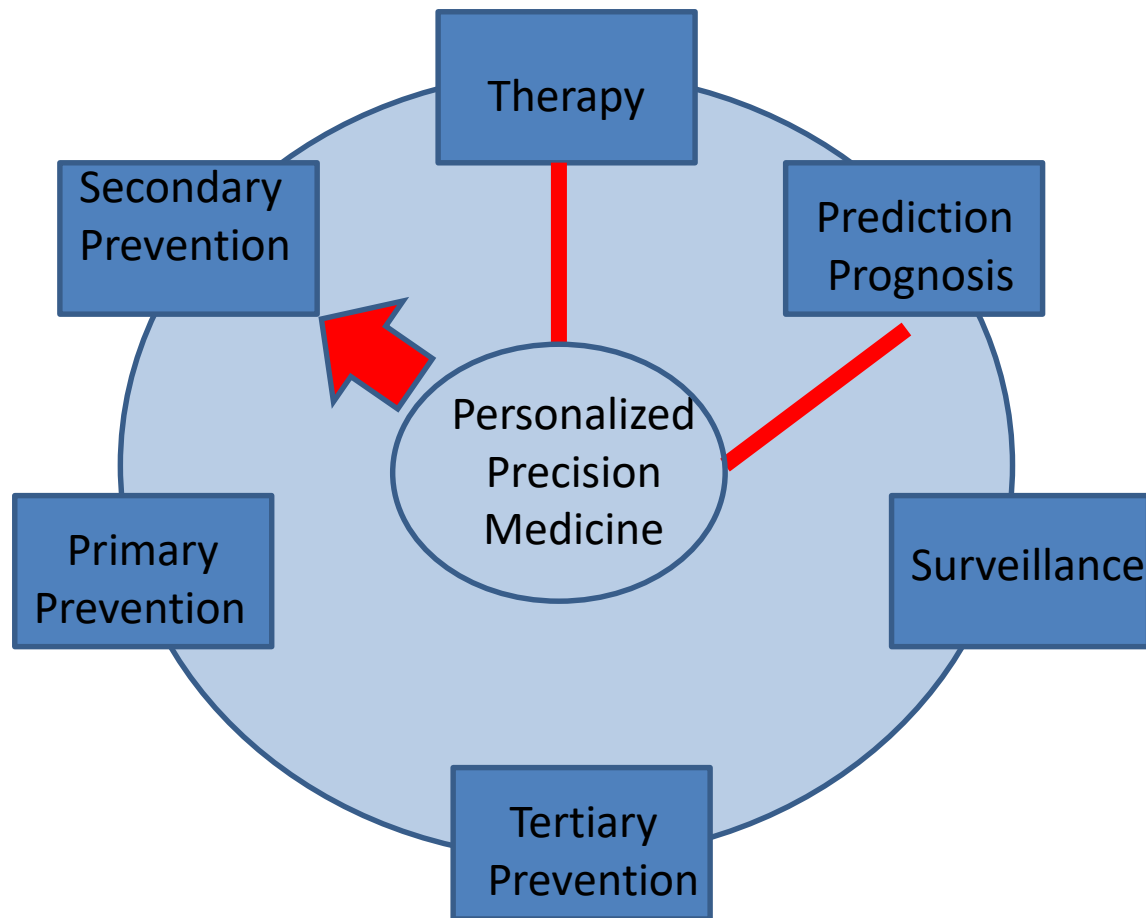 Therapy
Secondary
Prevention
Prediction
Prognosis
Personalized
Precision
Medicine
Primary
Prevention
Surveillance
Tertiary
Prevention